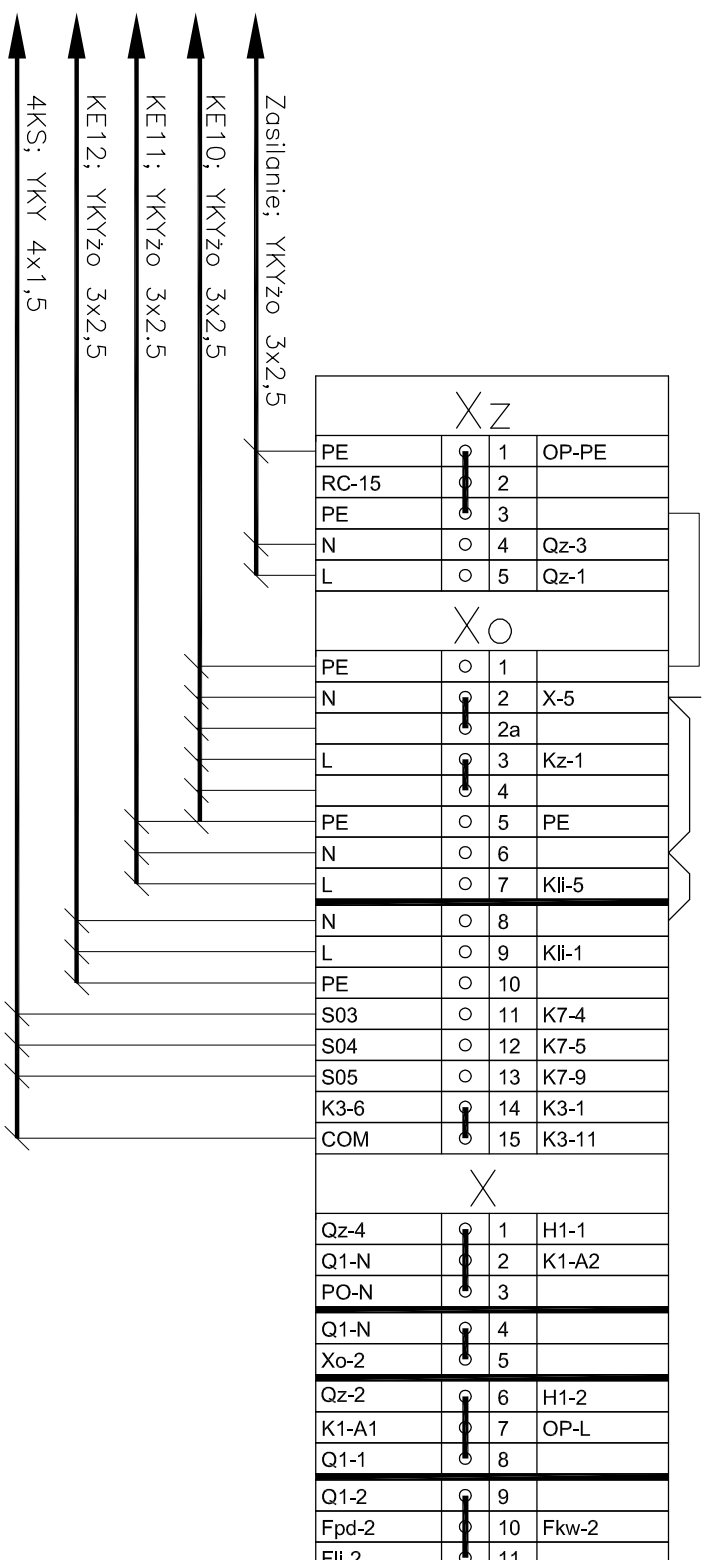 4KS; YKY 4x1,5
KE12; YKYżo 3x2,5
KE11; YKYżo 3x2.5
KE10; YKYżo 3x2,5
Zasilanie; YKYżo 3x2,5
Xz
PE 1 OP-PE
RC-15 2
PE 3
N 4 Qz-3
L 5 Qz-1
Xo
PE 1
N 2 X-5
2a
L 3 Kz-1
4
PE 5 PE
N 6
L 7 Kli-5
N 8
L 9 Kli-1
PE 10
S03 11 K7-4
S04 12 K7-5
S05 13 K7-9
K3-6 14 K3-1
COM 15 K3-11
X
Qz-4 1 H1-1
Q1-N 2 K1-A2
PO-N 3
Q1-N 4
Xo-2 5
Qz-2 6 H1-2
K1-A1 7 OP-L
Q1-1 8
Q1-2 9
Fpd-2 10 Fkw-2
Fli-2 11